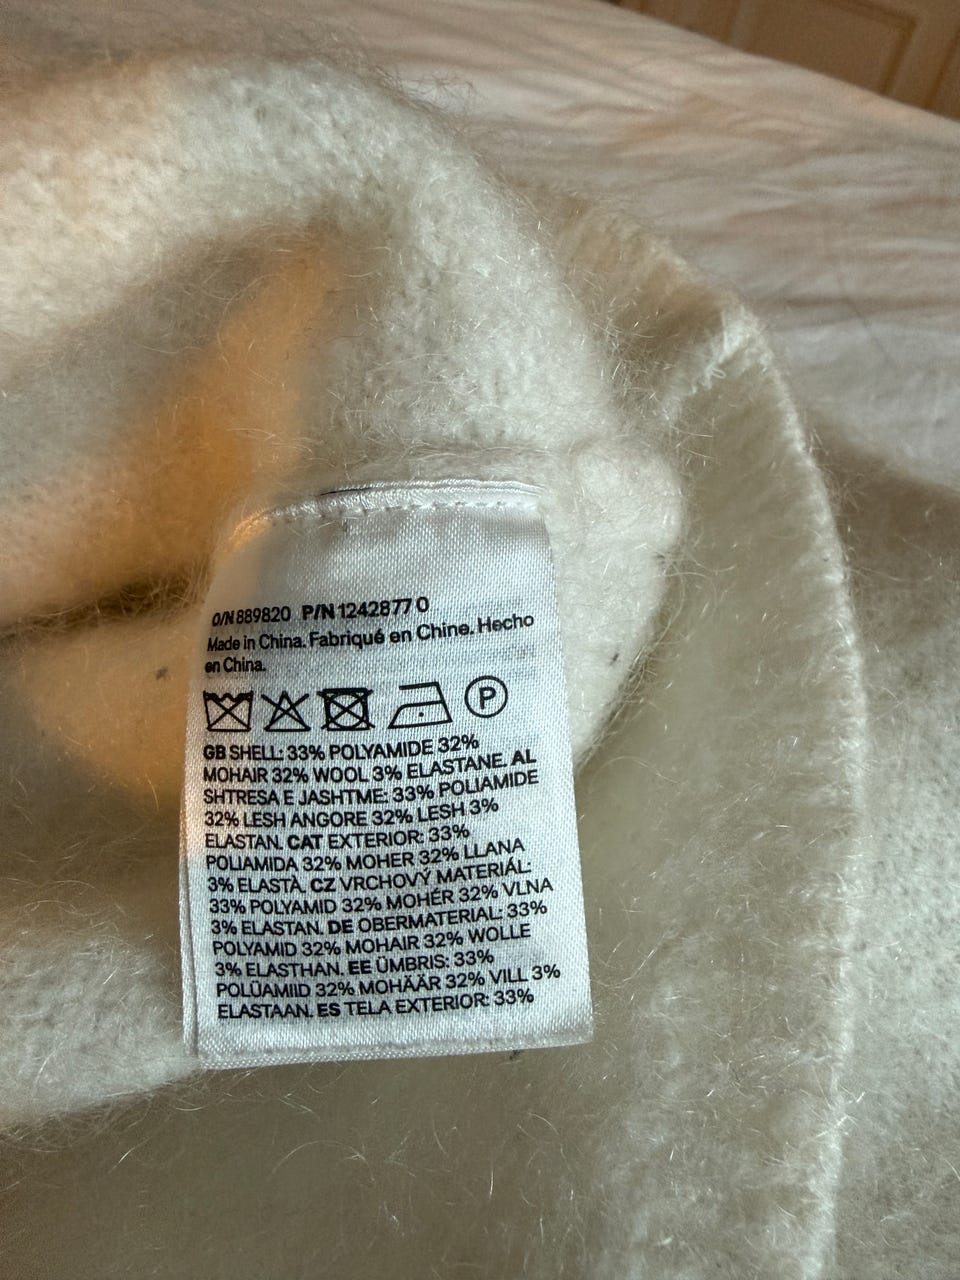 O/N 889820 P/N 1242877 0
Made in China. Fabriqué en Chine. Hecho
en China.
P
GB SHELL: 33% POLYAMIDE 32%
MOHAIR 32% WOOL 3% ELASTANE. AL
SHTRESA E JASHTME: 33% POLIAMIDE
32% LESH ANGORE 32% LESH 3%
ELASTAN. CAT EXTERIOR: 33%
POLIAMIDA 32% MOHER 32% LLANA
3% ELASTÀ. CZ VRCHOVÝ MATERIÁL:
33% POLYAMID 32% MOHÉR 32% VLNA
3% ELASTAN. DE OBERMATERIAL: 33%
POLYAMID 32% MOHAIR 32% WOLLE
3% ELASTHAN. EE ÜMBRIS: 33%
POLÜAMIID 32% MOHÄÄR 32% VILL 3%
ELASTAAN. ES TELA EXTERIOR: 33%